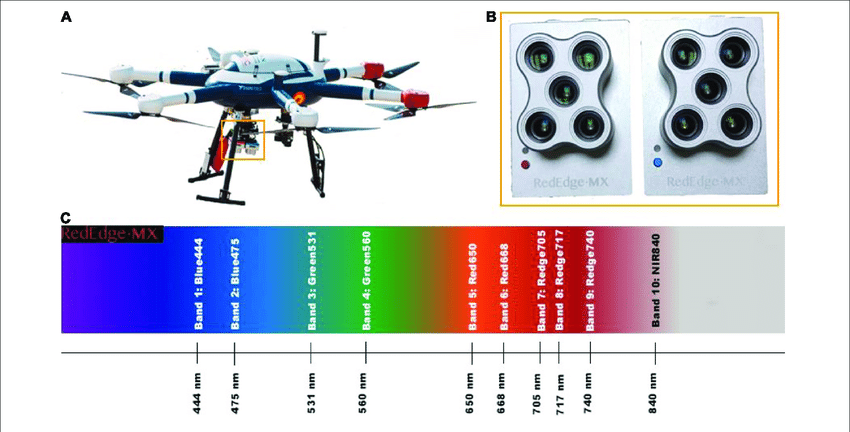 A
B
RedEdge-MX
RedEdge-MX
C
RedEdge-MX
Band 1: Blue444
Band 2: Blue475
Band 3: Green531
Band 4: Green560
Band 5: Red650
Band 6: Red668
Band 7: Redge705
Band 8: Redge717
Band 9: Redge740
Band 10: NIR840
444 nm
475 nm
531 nm
560 nm
650 nm
668 nm
705 nm
717 nm
740 nm
840 nm